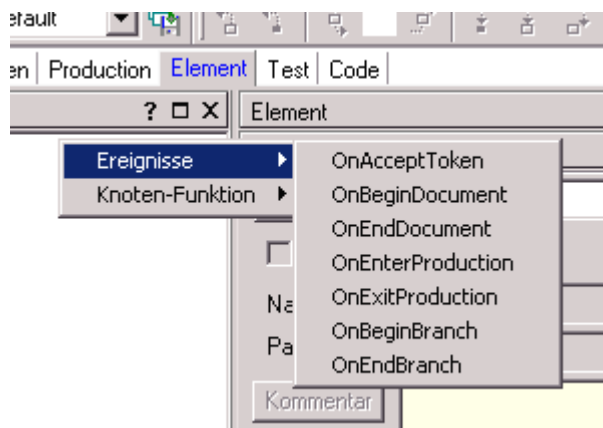 efault
en Production Element Test Code
? Element
Ereignisse OnAcceptToken
Knoten-Funktion OnBeginDocument
OnEndDocument
OnEnterProduction
Na OnExitProduction
OnBeginBranch
Pa
OnEndBranch
Kommentar